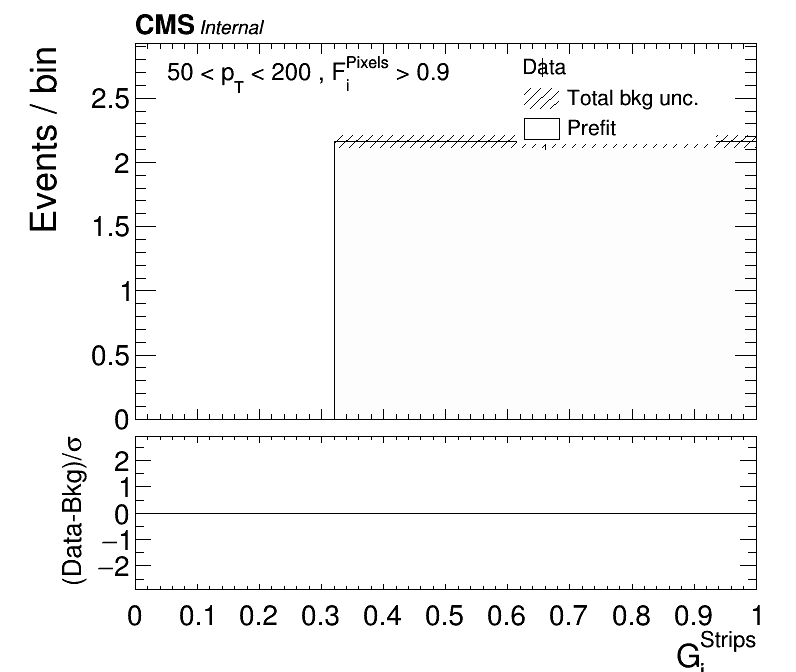 CMS Internal
Events / bin
50 < p_T < 200 , F_i^Pixels > 0.9
Data
Total bkg unc.
Prefit
2.5
2
1.5
1
0.5
0
(Data-Bkg)/σ
2
1
0
−1
−2
0 0.1 0.2 0.3 0.4 0.5 0.6 0.7 0.8 0.9 1
G_i^Strips